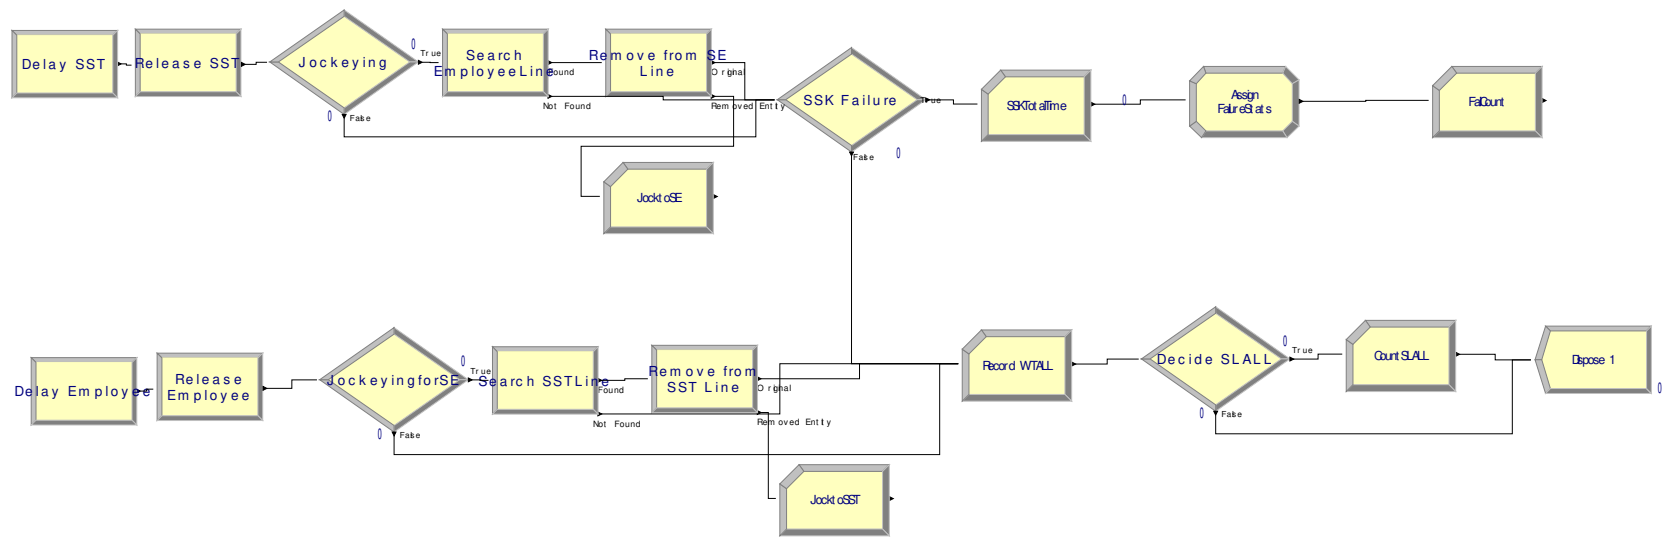 Delay SST
Release SST
Jockeying
0
True
0
False
Search
EmployeeLine
Found
Not Found
Remove from SE
Line
Original
Removed Entity
JocktoSE
SSK Failure
True
0
False
SSKTotalTime
0
Assign
FailureStats
FailCount
Delay Employee
Release
Employee
JockeyingforSE
0
True
0
False
Search SSTLine
Found
Not Found
Remove from
SST Line
Original
Removed Entity
JocktoSST
Record WTALL
Decide SLALL
0
True
0
False
Count SLALL
Dispose 1
0